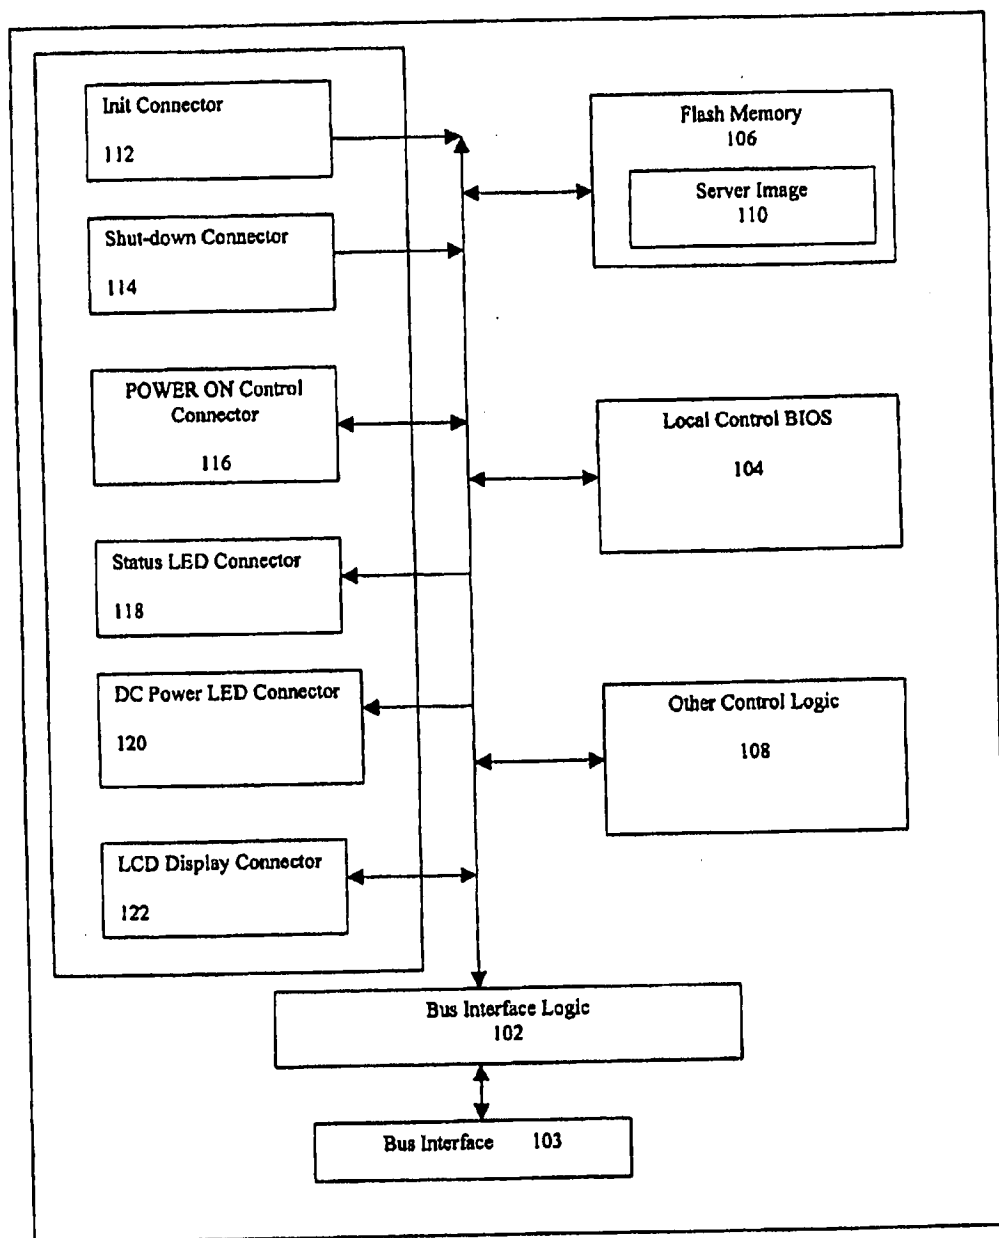 Init Connector
112
Shut-down Connector
114
POWER ON Control
Connector
116
Status LED Connector
118
DC Power LED Connector
120
LCD Display Connector
122
Flash Memory
106
Server Image
110
Local Control BIOS
104
Other Control Logic
108
Bus Interface Logic
102
Bus Interface 103